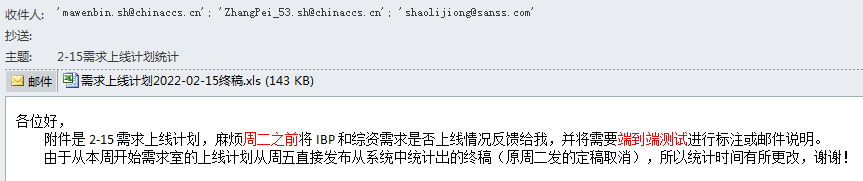 收件人: 'mawenbin.sh@chinaccs.cn'; 'ZhangPei_53.sh@chinaccs.cn'; 'shaolijiong@sanss.com'
抄送:
主题: 2-15需求上线计划统计
邮件 需求上线计划2022-02-15终稿.xls (143 KB)
各位好，
附件是 2-15 需求上线计划，麻烦周二之前将 IBP 和综资需求是否上线情况反馈给我，并将需要端到端测试进行标注或邮件说明。
由于从本周开始需求室的上线计划从周五直接发布从系统中统计出的终稿（原周二发的定稿取消），所以统计时间有所更改，谢谢！